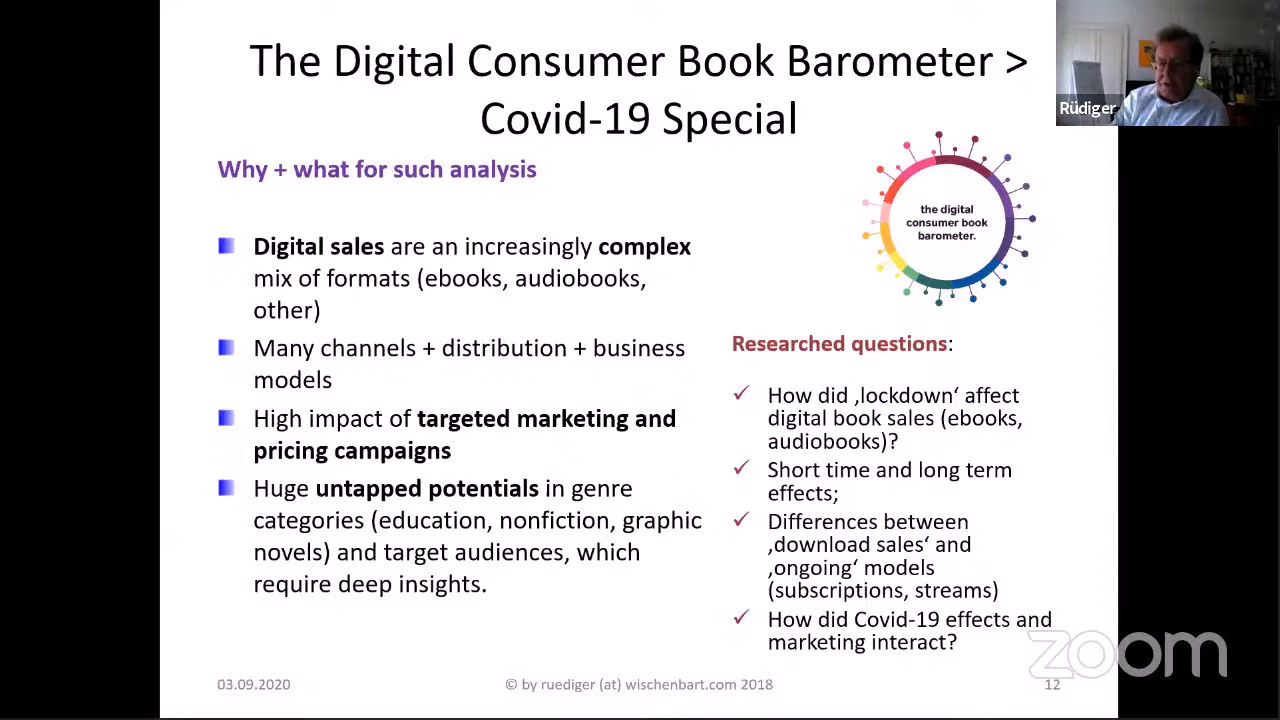 The Digital Consumer Book Barometer >
Covid-19 Special
Rüdiger
Why + what for such analysis
the digital
consumer book
barometer.
Digital sales are an increasingly complex
mix of formats (ebooks, audiobooks,
other)
Many channels + distribution + business
models
High impact of targeted marketing and
pricing campaigns
Huge untapped potentials in genre
categories (education, nonfiction, graphic
novels) and target audiences, which
require deep insights.
Researched questions:
How did ‚lockdown‘ affect
digital book sales (ebooks,
audiobooks)?
Short time and long term
effects;
Differences between
‚download sales‘ and
‚ongoing‘ models
(subscriptions, streams)
How did Covid-19 effects and
marketing interact?
zoom
03.09.2020
© by ruediger (at) wischenbart.com 2018
12